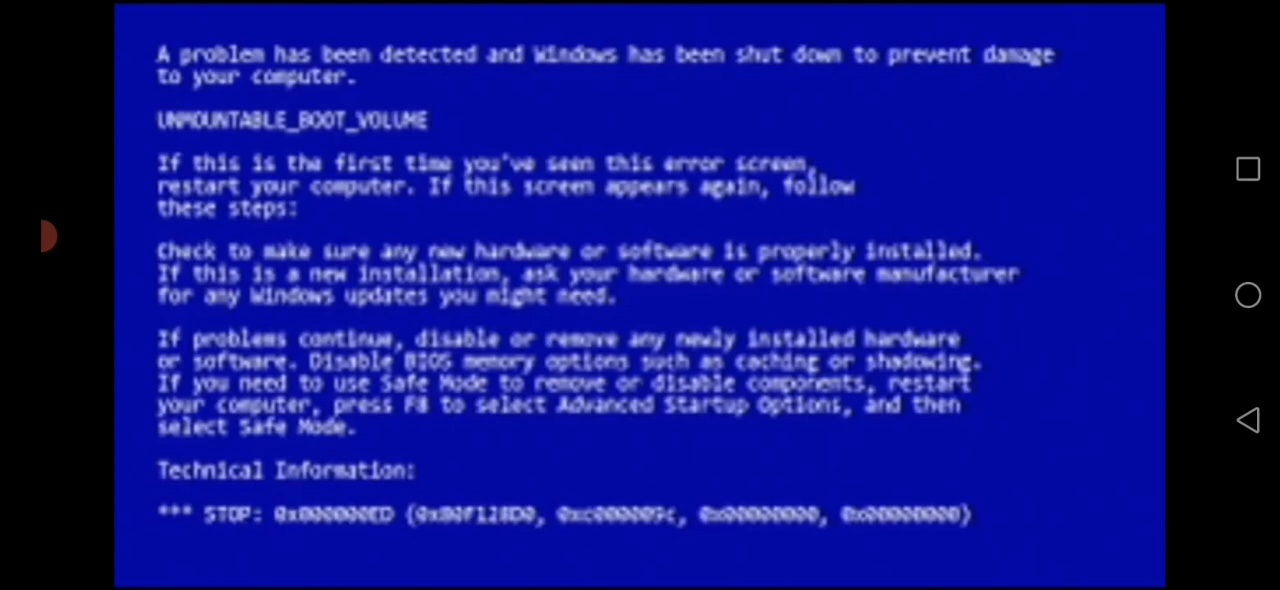 A problem has been detected and Windows has been shut down to prevent damage
to your computer.
UNMOUNTABLE_BOOT_VOLUME
If this is the first time you've seen this error screen,
restart your computer. If this screen appears again, follow
these steps:
Check to make sure any new hardware or software is properly installed.
If this is a new installation, ask your hardware or software manufacturer
for any Windows updates you might need.
If problems continue, disable or remove any newly installed hardware
or software. Disable BIOS memory options such as caching or shadowing.
If you need to use Safe Mode to remove or disable components, restart
your computer, press F8 to select Advanced Startup Options, and then
select Safe Mode.
Technical Information:
*** STOP: 0x000000ED (0x80F128D0, 0xc000009c, 0x00000000, 0x00000000)